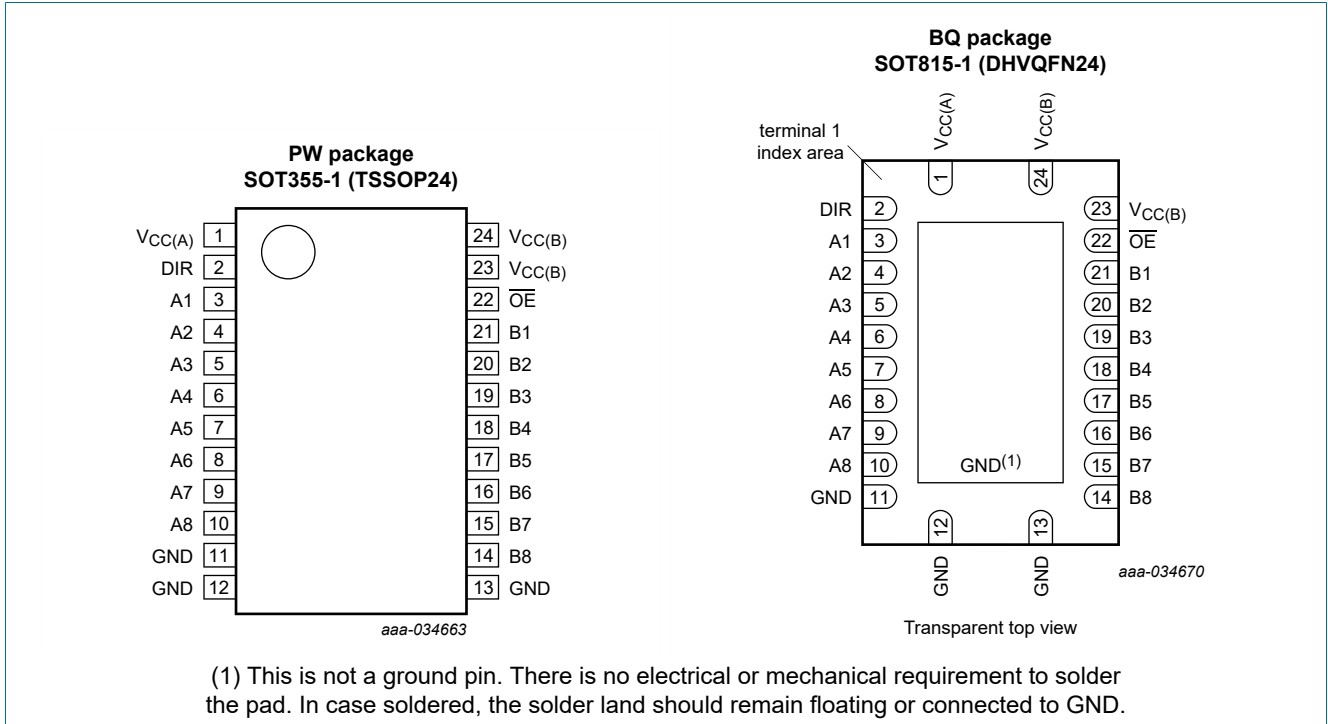 PW package
SOT355-1 (TSSOP24)
VCC(A) 1
DIR 2
A1 3
A2 4
A3 5
A4 6
A5 7
A6 8
A7 9
A8 10
GND 11
GND 12
24 VCC(B)
23 VCC(B)
22 OE
21 B1
20 B2
19 B3
18 B4
17 B5
16 B6
15 B7
14 B8
13 GND
aaa-034663
BQ package
SOT815-1 (DHVQFN24)
terminal 1
index area
VCC(A)
VCC(B)
1
24
DIR 2
A1 3
A2 4
A3 5
A4 6
A5 7
A6 8
A7 9
A8 10
GND 11
23 VCC(B)
22 OE
21 B1
20 B2
19 B3
18 B4
17 B5
16 B6
15 B7
14 B8
GND(1)
12
13
GND
GND
aaa-034670
Transparent top view
(1) This is not a ground pin. There is no electrical or mechanical requirement to solder
the pad. In case soldered, the solder land should remain floating or connected to GND.